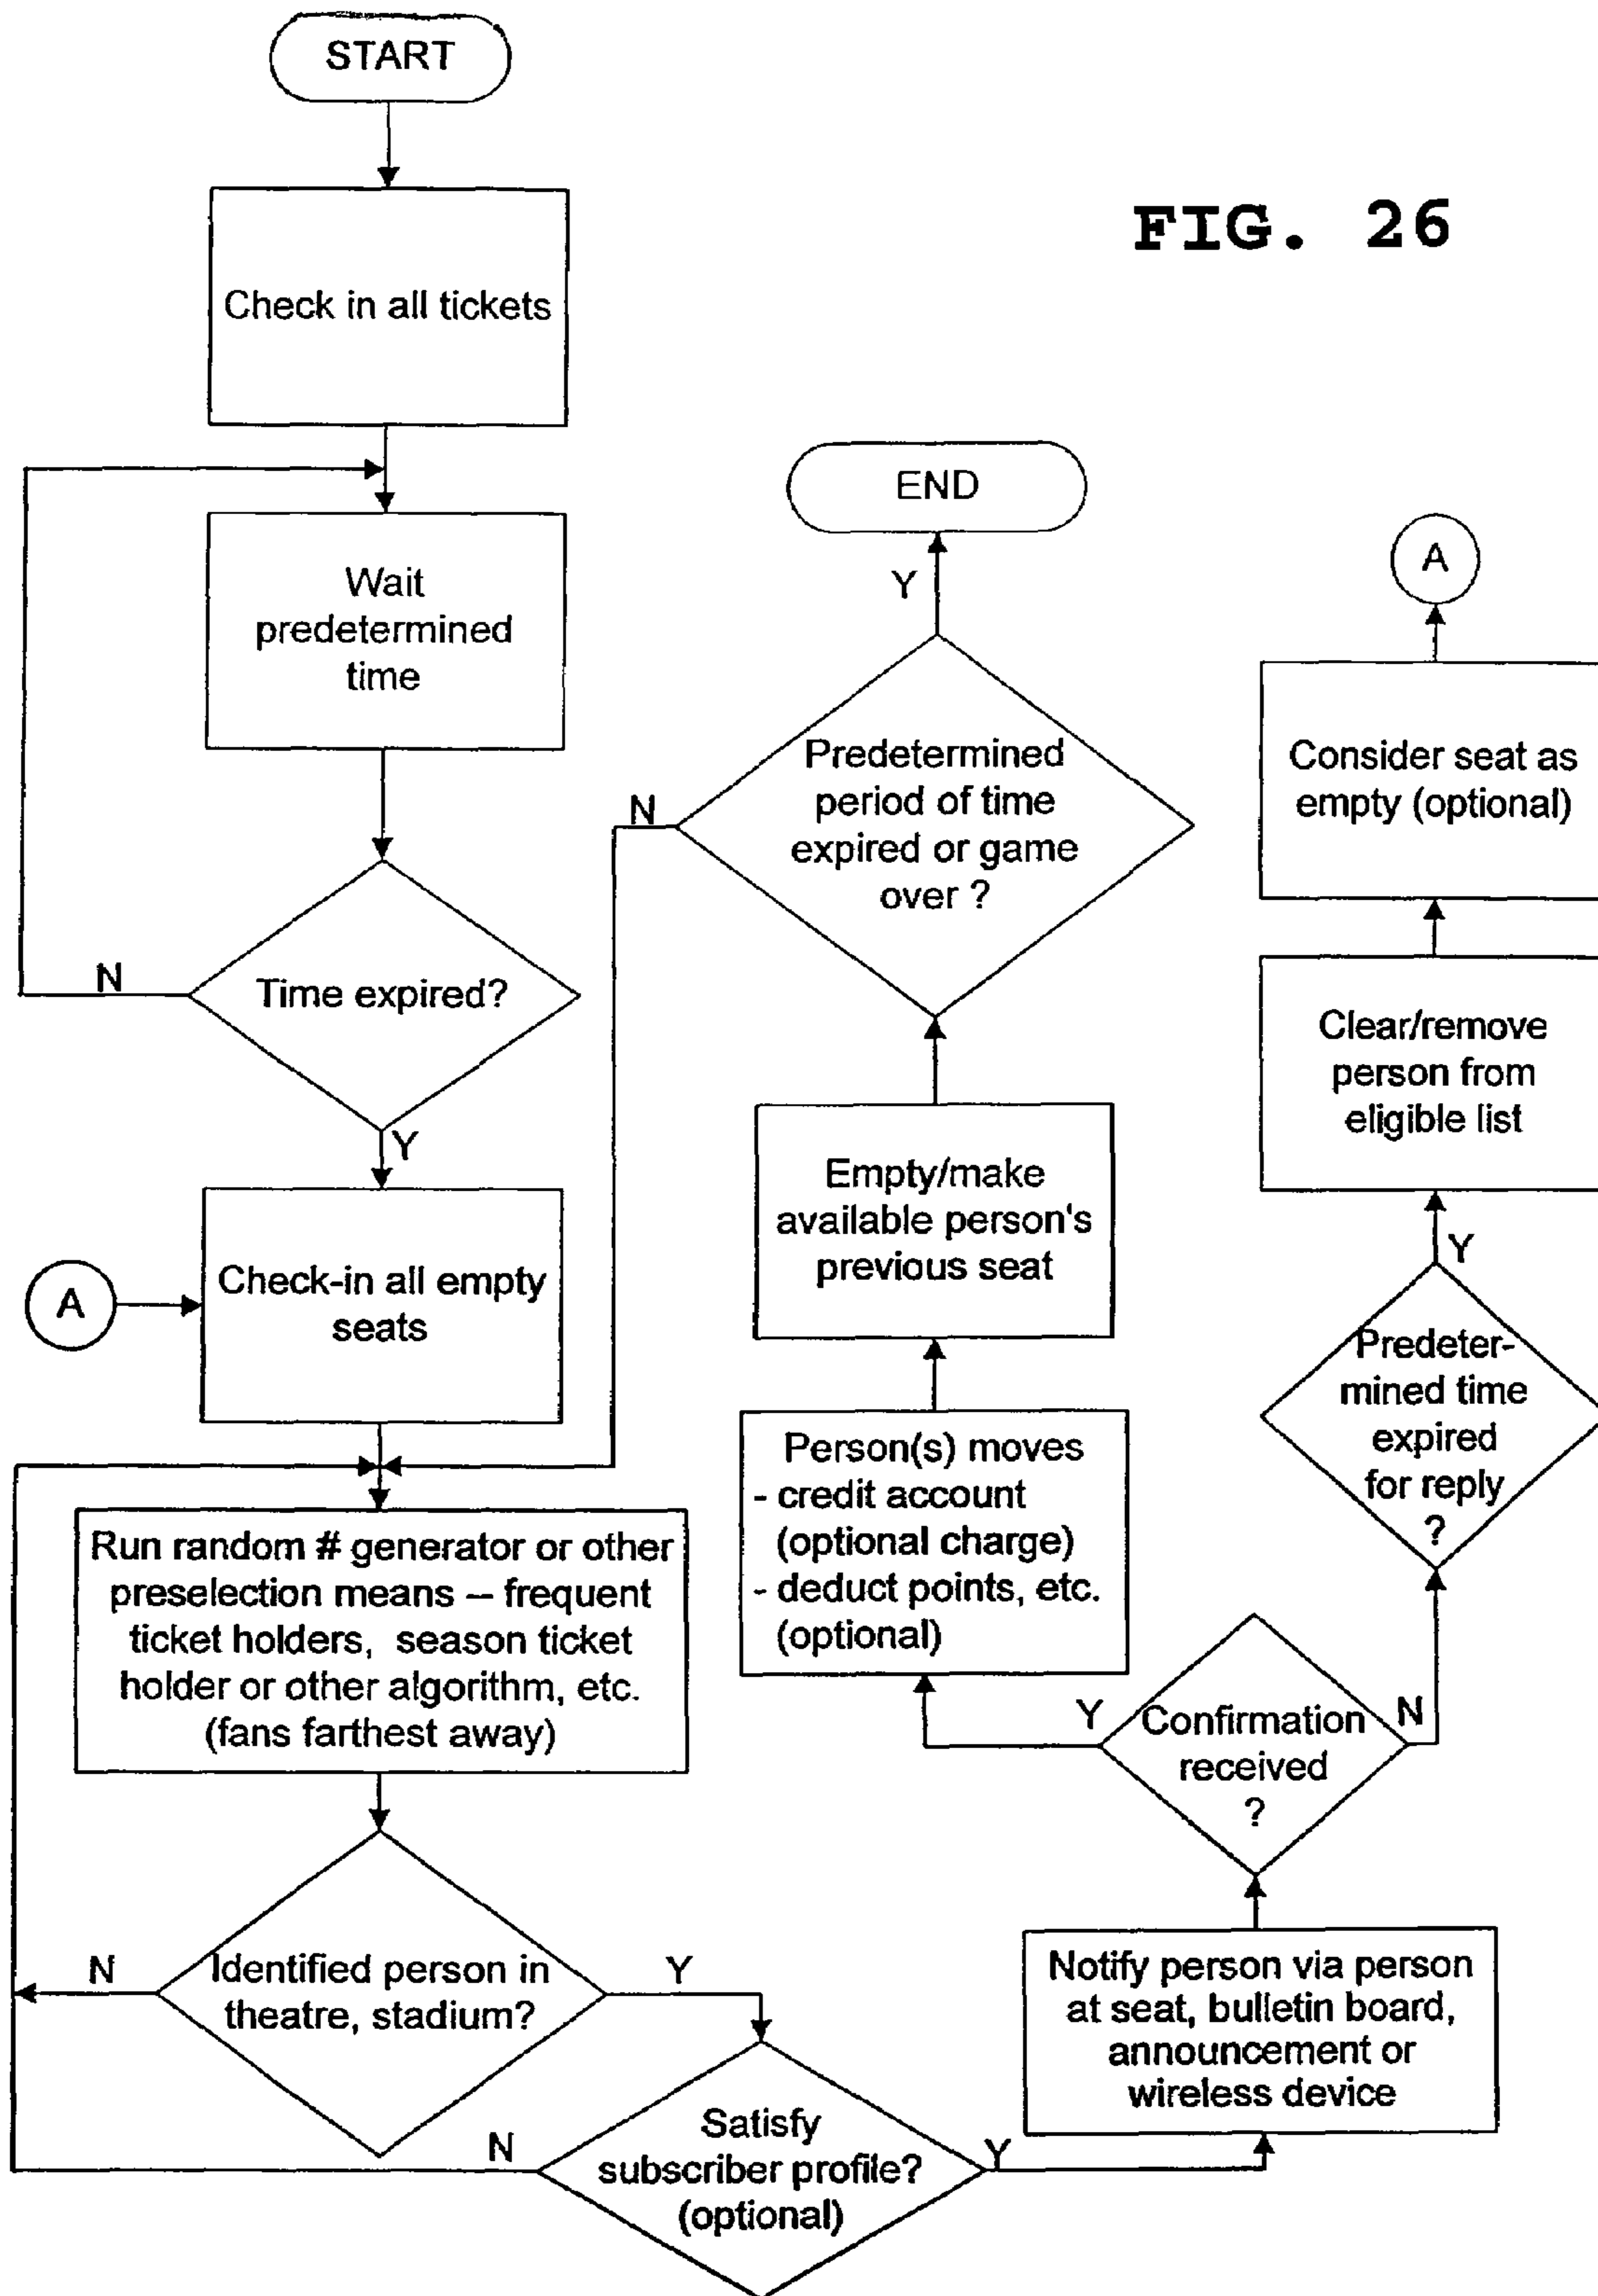 START
FIG. 26
Check in all tickets
Wait
predetermined
time
N
Time expired?
Y
A
Check-in all empty
seats
Run random # generator or other
preselection means -- frequent
ticket holders, season ticket
holder or other algorithm, etc.
(fans farthest away)
N
Identified person in
theatre, stadium?
Y
N
Satisfy
subscriber profile?
(optional)
Y
Notify person via person
at seat, bulletin board,
announcement or
wireless device
Confirmation
received
?
Y
N
Person(s) moves
- credit account
(optional charge)
- deduct points, etc.
(optional)
Empty/make
available person's
previous seat
Predetermined
period of time
expired or game
over ?
N
Y
END
Predeter-
mined time
expired
for reply
?
Y
Clear/remove
person from
eligible list
Consider seat as
empty (optional)
A